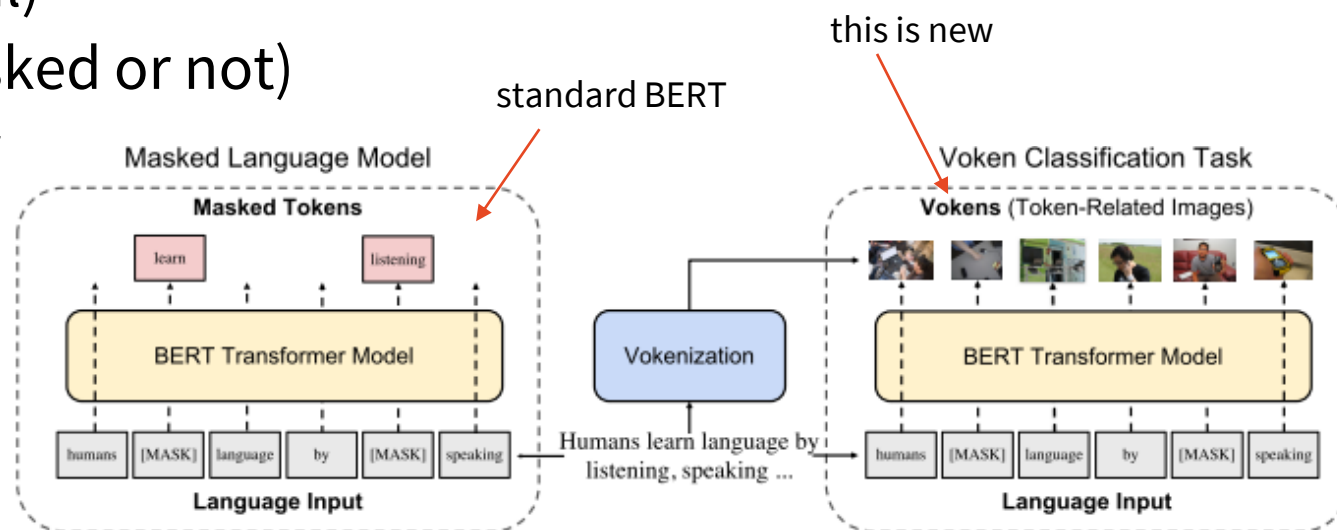 ked or not)
this is new
standard BERT
Masked Language Model
Masked Tokens
learn
listening
BERT Transformer Model
humans [MASK] language by [MASK] speaking
Language Input
Vokenization
Humans learn language by
listening, speaking ...
Voken Classification Task
Vokens (Token-Related Images)
BERT Transformer Model
humans [MASK] language by [MASK] speaking
Language Input